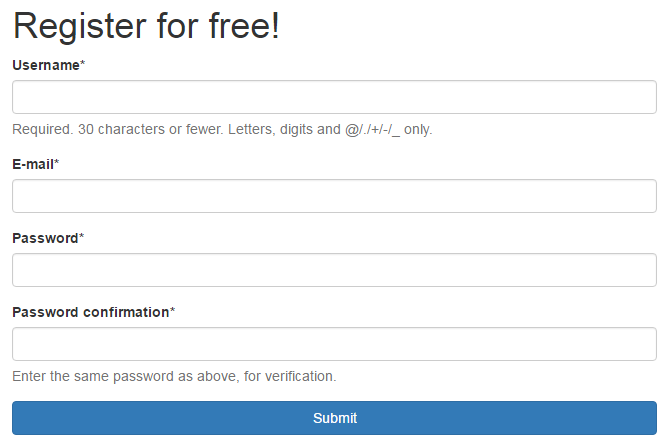 Register for free!
Username*
Required. 30 characters or fewer. Letters, digits and @/./+/-/_ only.
E-mail*
Password*
Password confirmation*
Enter the same password as above, for verification.
Submit